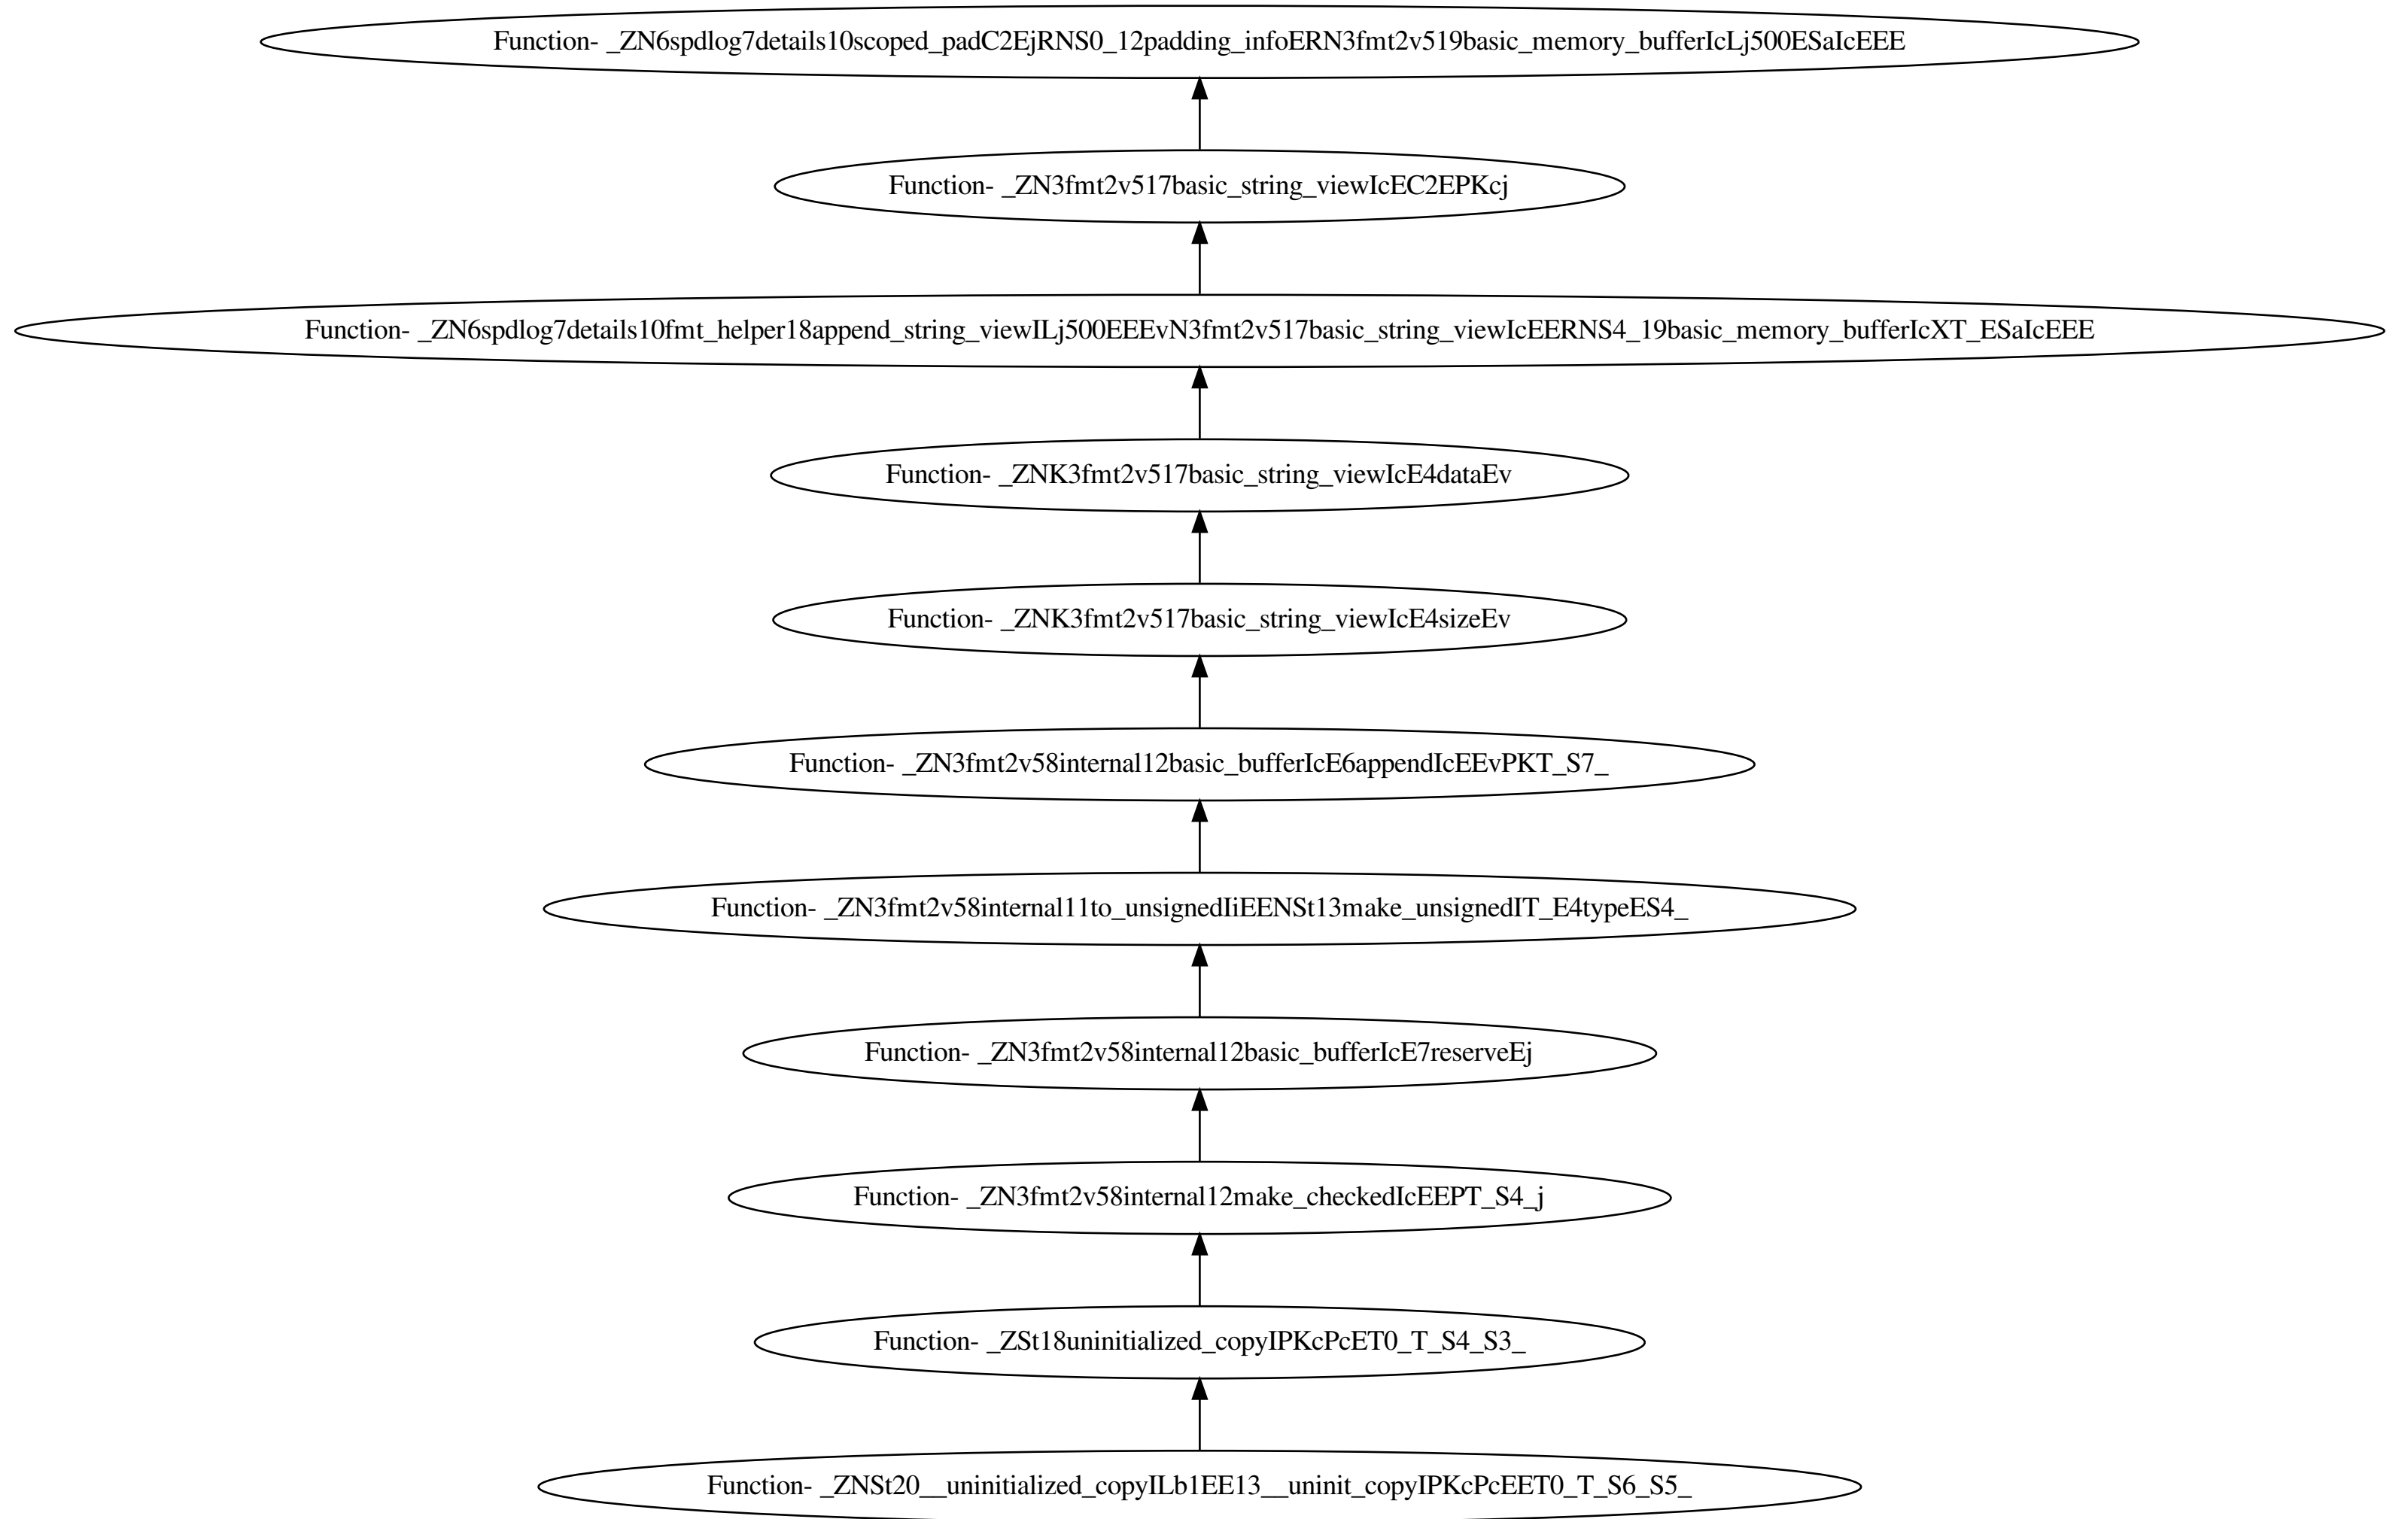 Function- _ZN6spdlog7details10scoped_padC2EjRNS0_12padding_infoERN3fmt2v519basic_memory_bufferIcLj500ESaIcEEE
Function- _ZN3fmt2v517basic_string_viewIcEC2EPKcj
Function- _ZN6spdlog7details10fmt_helper18append_string_viewILj500EEEvN3fmt2v517basic_string_viewIcEERNS4_19basic_memory_bufferIcXT_ESaIcEEE
Function- _ZNK3fmt2v517basic_string_viewIcE4dataEv
Function- _ZNK3fmt2v517basic_string_viewIcE4sizeEv
Function- _ZN3fmt2v58internal12basic_bufferIcE6appendIcEEvPKT_S7_
Function- _ZN3fmt2v58internal11to_unsignedIiEENSt13make_unsignedIT_E4typeES4_
Function- _ZN3fmt2v58internal12basic_bufferIcE7reserveEj
Function- _ZN3fmt2v58internal12make_checkedIcEEPT_S4_j
Function- _ZSt18uninitialized_copyIPKcPcET0_T_S4_S3_
Function- _ZNSt20__uninitialized_copyILb1EE13__uninit_copyIPKcPcEET0_T_S6_S5_